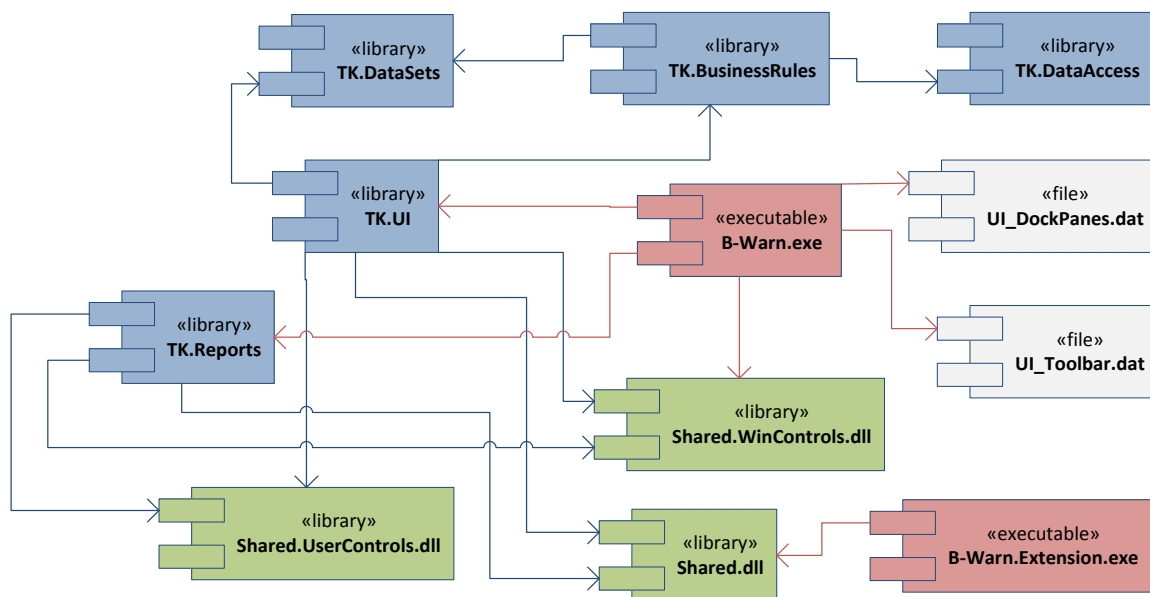 «library»
TK.DataSets
«library»
TK.BusinessRules
«library»
TK.DataAccess
«library»
TK.UI
«executable»
B-Warn.exe
«file»
UI_DockPanes.dat
«library»
TK.Reports
«file»
UI_Toolbar.dat
«library»
Shared.WinControls.dll
«library»
Shared.UserControls.dll
«library»
Shared.dll
«executable»
B-Warn.Extension.exe